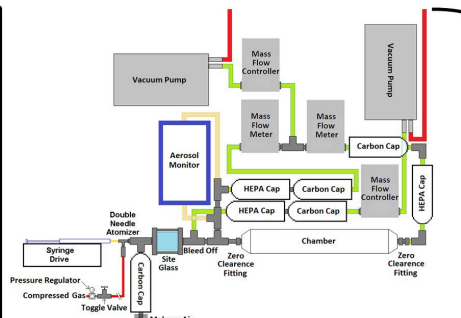 Vacuum Pump
Mass
Flow
Controller
Vacuum Pump
Mass
Flow
Meter
Mass
Flow
Meter
Carbon Cap
Aerosol
Monitor
HEPA Cap
Carbon Cap
Mass
Flow
Controller
HEPA Cap
HEPA Cap
Carbon Cap
Double
Needle
Atomizer
Syringe
Drive
Site
Glass
Bleed Off
Zero
Clearence
Fitting
Chamber
Zero
Clearence
Fitting
Carbon Cap
Pressure Regulator
Compressed Gas
Toggle Valve